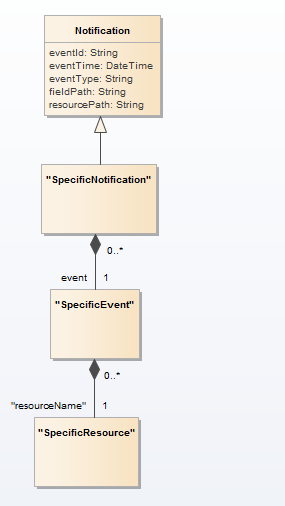 Notification
eventId: String
eventTime: DateTime
eventType: String
fieldPath: String
resourcePath: String
"SpecificNotification"
0..*
event 1
"SpecificEvent"
0..*
"resourceName" 1
"SpecificResource"